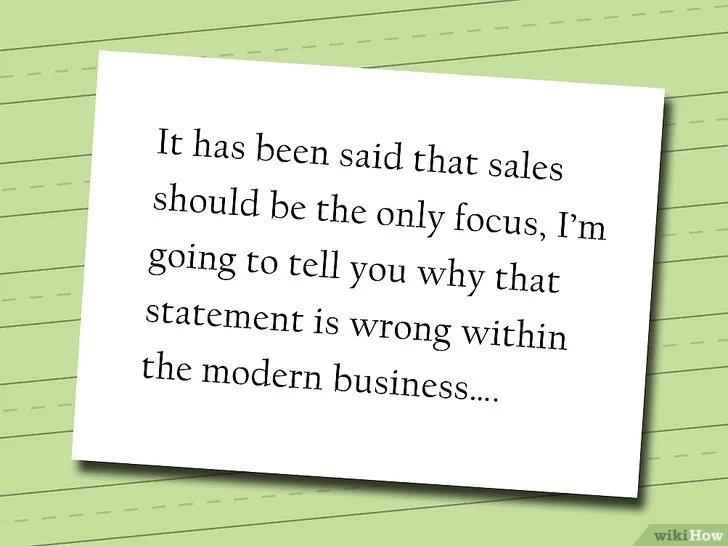 It has been said that sales
should be the only focus, I'm
going to tell you why that
statement is wrong within
the modern business....
wikiHow